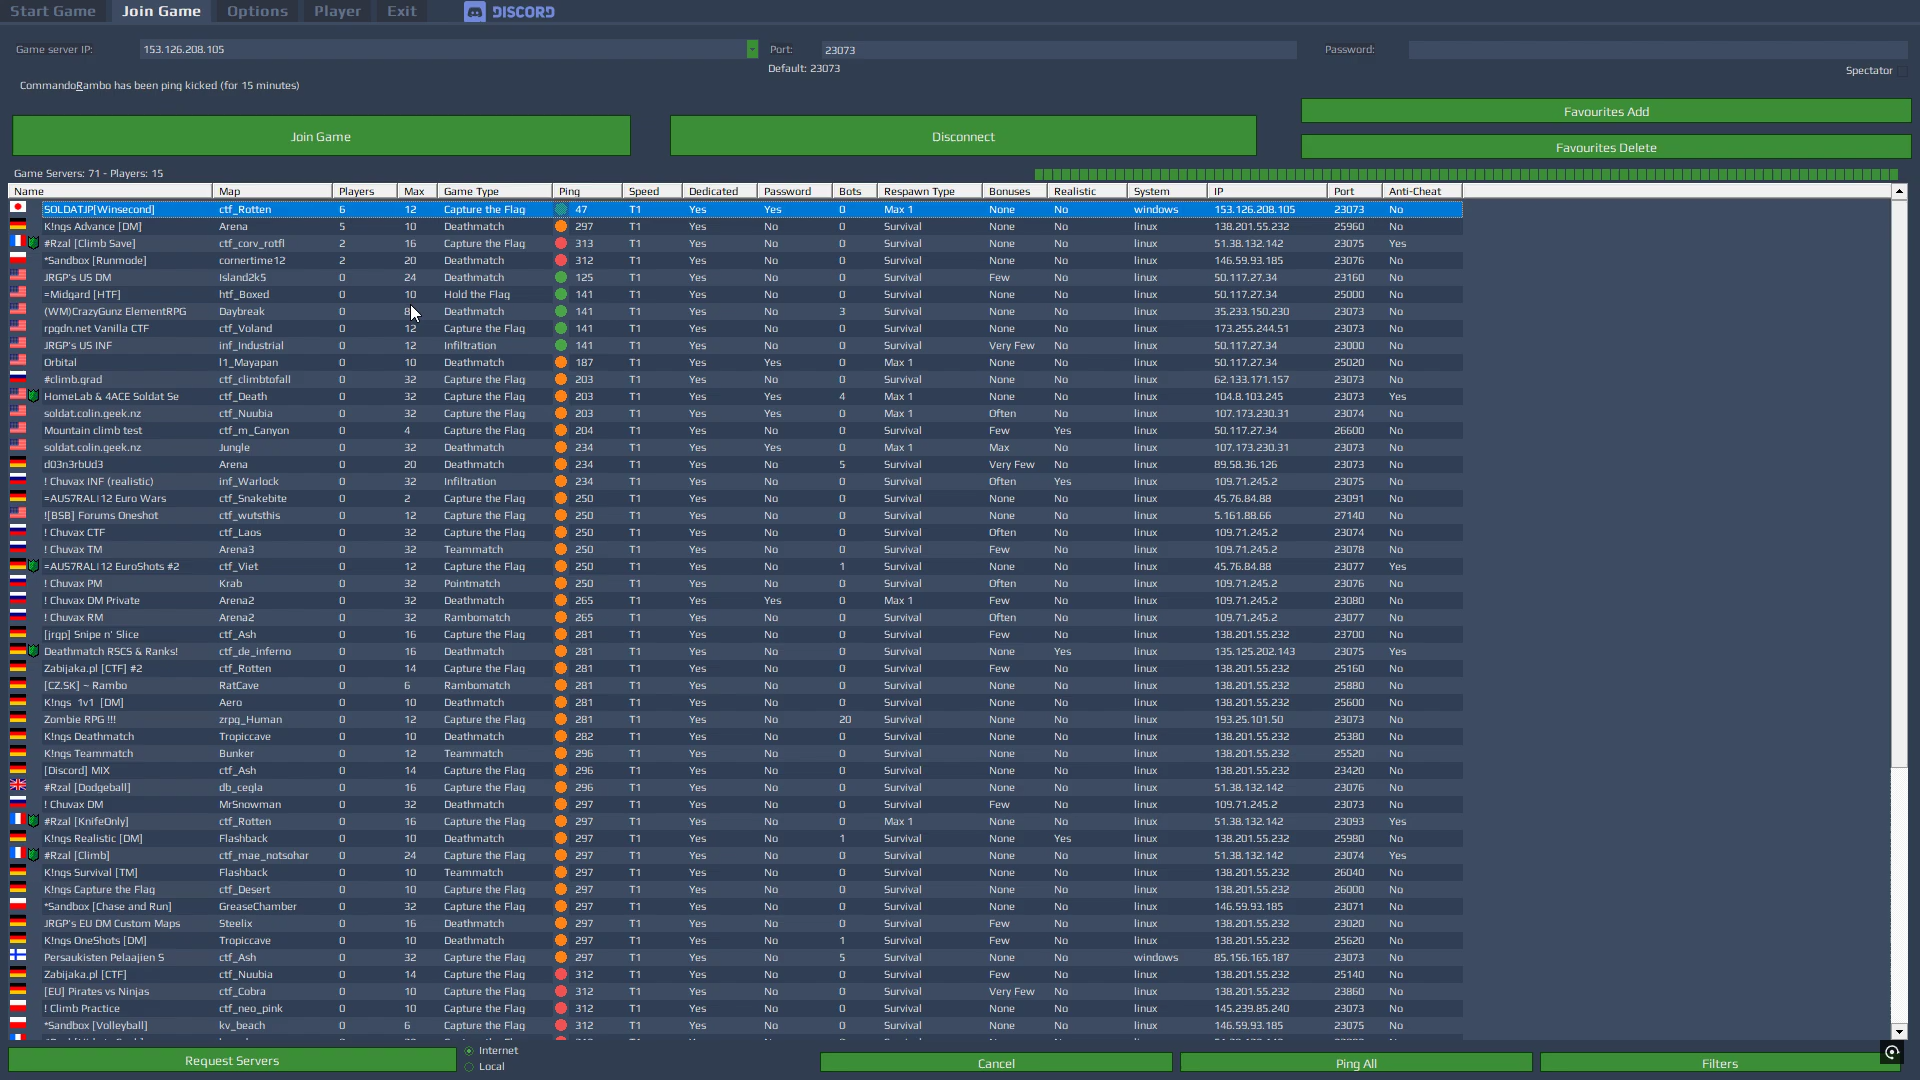 Start Game Join Game Options Player Exit DISCORD
Game server IP: 153.126.208.105 Port: 23073 Password:
Default: 23073
Spectator
CommandoRambo has been ping kicked (for 15 minutes)
Join Game Disconnect Favourites Add
Favourites Delete
Game Servers: 71 - Players: 15
Name Map Players Max Game Type Ping Speed Dedicated Password Bots Respawn Type Bonuses Realistic System IP Port Anti-Cheat
SOLDATJP[Winsecond] ctf_Rotten 6 12 Capture the Flag 47 T1 Yes Yes 0 Max 1 None No windows 153.126.208.105 23073 No
K!ngs Advance [DM] Arena 5 10 Deathmatch 297 T1 Yes No 0 Survival None No linux 138.201.55.232 25960 No
#Rzal [Climb Save] ctf_corv_rotfl 2 16 Capture the Flag 313 T1 Yes No 0 Survival None No linux 51.38.132.142 23075 Yes
*Sandbox [Runmode] cornertime12 2 20 Deathmatch 312 T1 Yes No 0 Survival None No linux 146.59.93.185 23076 No
JRGP's US DM Island2k5 0 24 Deathmatch 125 T1 Yes No 0 Survival Few No linux 50.117.27.34 23160 No
=Midgard [HTF] htf_Boxed 0 10 Hold the Flag 141 T1 Yes No 0 Survival None No linux 50.117.27.34 25000 No
(WM)CrazyGunz ElementRPG Daybreak 0 Deathmatch 141 T1 Yes No 3 Survival None No linux 35.233.150.230 23073 No
rpgdn.net Vanilla CTF ctf_Voland 0 12 Capture the Flag 141 T1 Yes No 0 Survival None No linux 173.255.244.51 23073 No
JRGP's US INF inf_Industrial 0 12 Infiltration 141 T1 Yes No 0 Survival Very Few No linux 50.117.27.34 23000 No
Orbital l1_Mayapan 0 10 Deathmatch 187 T1 Yes Yes 0 Max 1 None No linux 50.117.27.34 25020 No
#climb.grad ctf_climbtofall 0 32 Capture the Flag 203 T1 Yes No 0 Survival None No linux 62.133.171.157 23073 No
HomeLab & 4ACE Soldat Se ctf_Death 0 32 Capture the Flag 203 T1 Yes Yes 4 Max 1 None No linux 104.8.103.245 23073 Yes
soldat.colin.geek.nz ctf_Nuubia 0 32 Capture the Flag 203 T1 Yes Yes 0 Max 1 Often No linux 107.173.230.31 23074 No
Mountain climb test ctf_m_Canyon 0 4 Capture the Flag 204 T1 Yes No 0 Survival Few Yes linux 50.117.27.34 26600 No
soldat.colin.geek.nz Jungle 0 32 Deathmatch 234 T1 Yes Yes 0 Max 1 Max No linux 107.173.230.31 23073 No
d03n3rbUd3 Arena 0 20 Deathmatch 234 T1 Yes No 5 Survival Very Few No linux 89.58.36.126 23073 No
! Chuvax INF (realistic) inf_Warlock 0 32 Infiltration 234 T1 Yes No 0 Survival Often Yes linux 109.71.245.2 23075 No
=AUS7RAL|12 Euro Wars ctf_Snakebite 0 2 Capture the Flag 250 T1 Yes No 0 Survival None No linux 45.76.84.88 23091 No
![BSB] Forums Oneshot ctf_wutsthis 0 12 Capture the Flag 250 T1 Yes No 0 Survival None No linux 5.161.88.66 27140 No
! Chuvax CTF ctf_Laos 0 32 Capture the Flag 250 T1 Yes No 0 Survival Often No linux 109.71.245.2 23074 No
! Chuvax TM Arena3 0 32 Teammatch 250 T1 Yes No 0 Survival Few No linux 109.71.245.2 23078 No
=AUS7RAL|12 EuroShots #2 ctf_Viet 0 12 Capture the Flag 250 T1 Yes No 1 Survival None No linux 45.76.84.88 23077 Yes
! Chuvax PM Krab 0 32 Pointmatch 250 T1 Yes No 0 Survival Often No linux 109.71.245.2 23076 No
! Chuvax DM Private Arena2 0 32 Deathmatch 265 T1 Yes Yes 0 Max 1 Few No linux 109.71.245.2 23080 No
! Chuvax RM Arena2 0 32 Rambomatch 265 T1 Yes No 0 Survival Often No linux 109.71.245.2 23077 No
[jrgp] Snipe n' Slice ctf_Ash 0 16 Capture the Flag 281 T1 Yes No 0 Survival Few No linux 138.201.55.232 23700 No
Deathmatch RSCS & Ranks! ctf_de_inferno 0 16 Deathmatch 281 T1 Yes No 0 Survival None Yes linux 135.125.202.143 23075 Yes
Zabijaka.pl [CTF] #2 ctf_Rotten 0 14 Capture the Flag 281 T1 Yes No 0 Survival Few No linux 138.201.55.232 25160 No
[CZ.SK] ~ Rambo RatCave 0 6 Rambomatch 281 T1 Yes No 0 Survival None No linux 138.201.55.232 25880 No
K!ngs 1v1 [DM] Aero 0 10 Deathmatch 281 T1 Yes No 0 Survival None No linux 138.201.55.232 25600 No
Zombie RPG !!! zrpg_Human 0 12 Capture the Flag 281 T1 Yes No 20 Survival None No linux 193.25.101.50 23073 No
K!ngs Deathmatch Tropiccave 0 10 Deathmatch 282 T1 Yes No 0 Survival None No linux 138.201.55.232 25380 No
K!ngs Teammatch Bunker 0 12 Teammatch 296 T1 Yes No 0 Survival None No linux 138.201.55.232 25520 No
[Discord] MIX ctf_Ash 0 14 Capture the Flag 296 T1 Yes No 0 Survival None No linux 138.201.55.232 23420 No
#Rzal [Dodgeball] db_cegla 0 16 Capture the Flag 296 T1 Yes No 0 Survival None No linux 51.38.132.142 23076 No
! Chuvax DM MrSnowman 0 32 Deathmatch 297 T1 Yes No 0 Survival Few No linux 109.71.245.2 23073 No
#Rzal [KnifeOnly] ctf_Rotten 0 16 Capture the Flag 297 T1 Yes No 0 Max 1 None No linux 51.38.132.142 23093 Yes
K!ngs Realistic [DM] Flashback 0 10 Deathmatch 297 T1 Yes No 1 Survival None Yes linux 138.201.55.232 25980 No
#Rzal [Climb] ctf_mae_notsohar 0 24 Capture the Flag 297 T1 Yes No 0 Survival None No linux 51.38.132.142 23074 Yes
K!ngs Survival [TM] Flashback 0 10 Teammatch 297 T1 Yes No 0 Survival None No linux 138.201.55.232 26040 No
K!ngs Capture the Flag ctf_Desert 0 10 Capture the Flag 297 T1 Yes No 0 Survival None No linux 138.201.55.232 26000 No
*Sandbox [Chase and Run] GreaseChamber 0 32 Capture the Flag 297 T1 Yes No 0 Survival None No linux 146.59.93.185 23071 No
JRGP's EU DM Custom Maps Steelix 0 16 Deathmatch 297 T1 Yes No 0 Survival Few No linux 138.201.55.232 23020 No
K!ngs OneShots [DM] Tropiccave 0 10 Deathmatch 297 T1 Yes No 1 Survival Few No linux 138.201.55.232 25620 No
Persaukisten Pelaajien S ctf_Ash 0 32 Capture the Flag 297 T1 Yes No 5 Survival None No windows 85.156.165.187 23073 No
Zabijaka.pl [CTF] ctf_Nuubia 0 14 Capture the Flag 312 T1 Yes No 0 Survival Few No linux 138.201.55.232 25140 No
[EU] Pirates vs Ninjas ctf_Cobra 0 10 Capture the Flag 312 T1 Yes No 0 Survival Very Few No linux 138.201.55.232 23860 No
! Climb Practice ctf_neo_pink 0 10 Capture the Flag 312 T1 Yes No 0 Survival None No linux 145.239.85.240 23073 No
*Sandbox [Volleyball] kv_beach 0 6 Capture the Flag 312 T1 Yes No 0 Survival None No linux 146.59.93.185 23075 No
Request Servers Internet Cancel Ping All Filters
Local